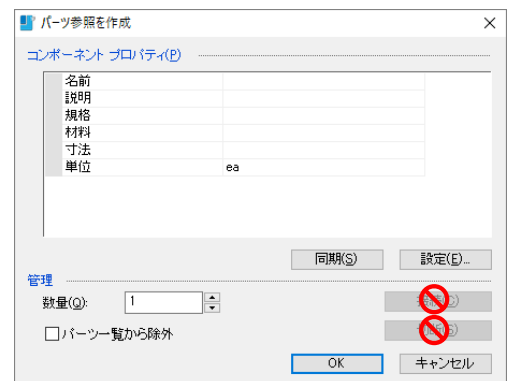 パーツ参照を作成
コンポーネント プロパティ(P)
名前
説明
規格
材料
寸法
単位 ea
同期(S) 設定(E)...
管理
数量(Q): 1
パーツ一覧から除外
OK キャンセル